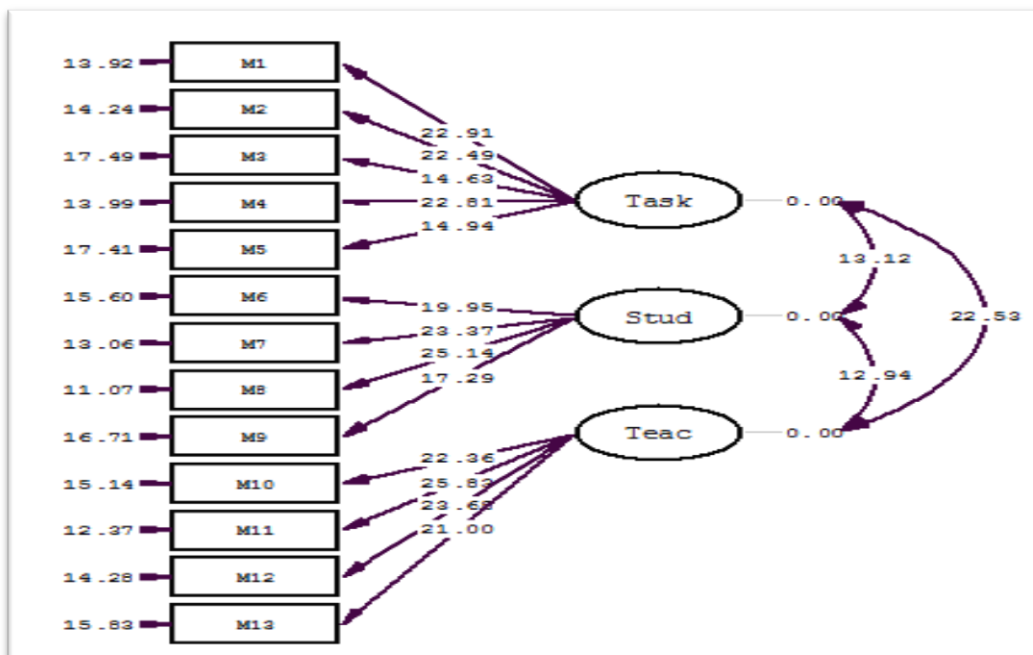 13.92 M1
14.24 M2
22.91
22.49
17.49 M3
14.63
13.99 M4
22.81
Task 0.00
14.94
17.41 M5
13.12
15.60 M6
19.95
Stud 0.00
22.53
13.06 M7
23.37
25.14
11.07 M8
17.29
12.94
16.71 M9
Teac 0.00
22.36
15.14 M10
25.83
23.68
12.37 M11
21.00
14.28 M12
15.83 M13